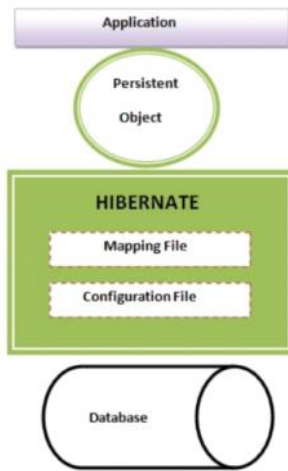 Application
Persistent
Object
HIBERNATE
Mapping File
Configuration File
Database